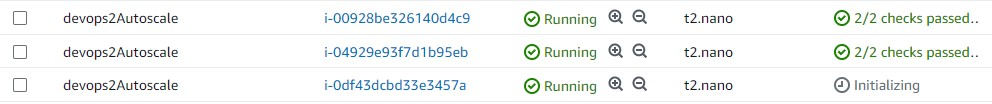 devops2Autoscale i-00928be326140d4c9 Running t2.nano 2/2 checks passed..
devops2Autoscale i-04929e93f7d1b95eb Running t2.nano 2/2 checks passed..
devops2Autoscale i-0df43dcbd33e3457a Running t2.nano Initializing